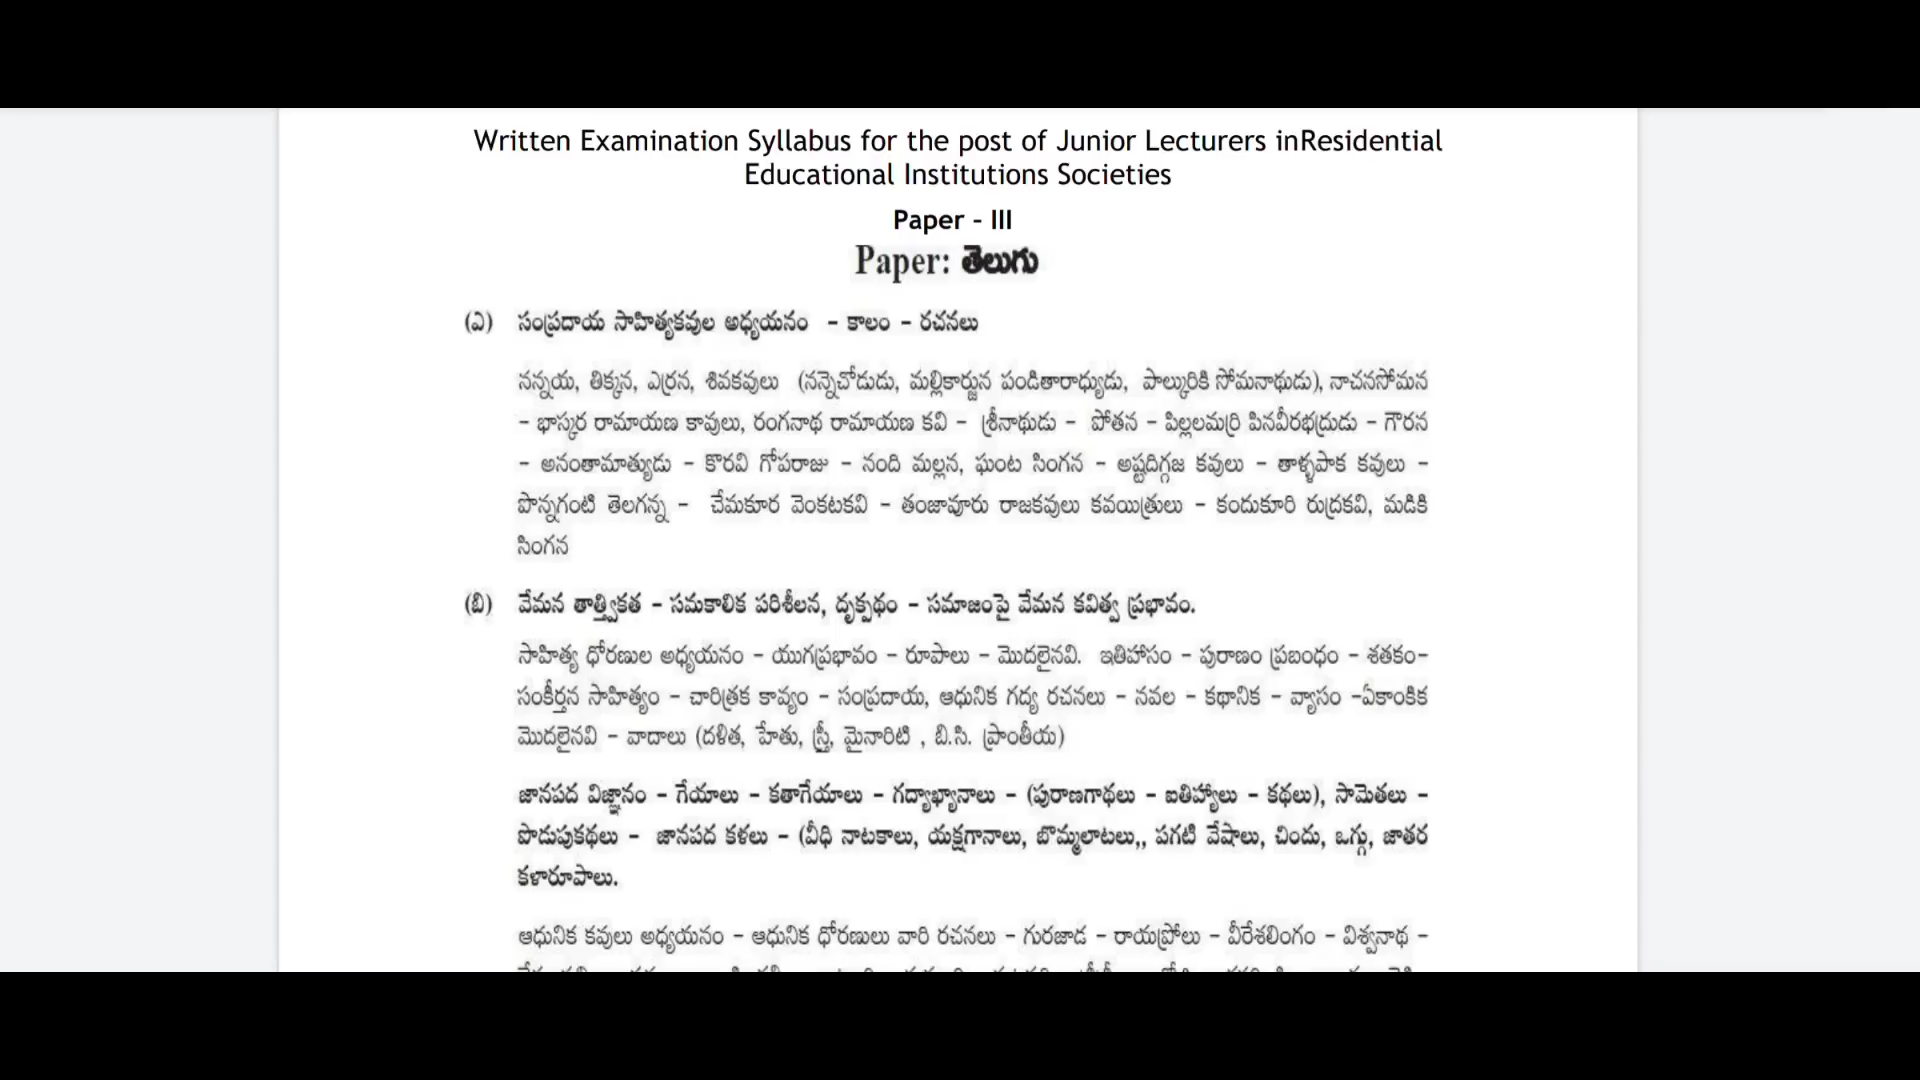 Written Examination Syllabus for the post of Junior Lecturers inResidential
Educational Institutions Societies
Paper - III
Paper: తెలుగు
(ఎ) సంప్రదాయ సాహిత్యకవుల అధ్యయనం - కాలం - రచనలు
నన్నయ, తిక్కన, ఎర్రన, శివకవులు (నన్నెచోడుడు, మల్లికార్జున పండితారాధ్యుడు, పాల్కురికి సోమనాథుడు), నాచనసోమన
- భాస్కర రామాయణ కావులు, రంగనాథ రామాయణ కవి - శ్రీనాథుడు - పోతన - పిల్లలమర్రి పినవీరభద్రుడు - గౌరన
- అనంతామాత్యుడు - కొరవి గోపరాజు - నంది మల్లన, ఘంట సింగన - అష్టదిగ్గజ కవులు - తాళ్ళపాక కవులు -
పొన్నగంటి తెలగన్న - చేమకూర వెంకటకవి - తంజావూరు రాజకవులు కవయిత్రులు - కందుకూరి రుద్రకవి, మడికి
సింగన
(బి) వేమన తాత్త్వికత - సమకాలిక పరిశీలన, దృక్పథం - సమాజంపై వేమన కవిత్వ ప్రభావం.
సాహిత్య ధోరణుల అధ్యయనం - యుగప్రభావం - రూపాలు - మొదలైనవి. ఇతిహాసం - పురాణం ప్రబంధం - శతకం-
సంకీర్తన సాహిత్యం - చారిత్రక కావ్యం - సంప్రదాయ, ఆధునిక గద్య రచనలు - నవల - కథానిక - వ్యాసం -ఏకాంకిక
మొదలైనవి - వాదాలు (దళిత, హేతు, స్త్రీ, మైనారిటి , బి.సి. ప్రాంతీయ)
జానపద విజ్ఞానం - గేయాలు - కతాగేయాలు - గద్యాఖ్యానాలు - (పురాణగాథలు - ఐతిహ్యాలు - కథలు), సామెతలు -
పొడుపుకథలు - జానపద కళలు - (వీధి నాటకాలు, యక్షగానాలు, బొమ్మలాటలు,, పగటి వేషాలు, చిందు, ఒగ్గు, జాతర
కళారూపాలు.
ఆధునిక కవులు అధ్యయనం - ఆధునిక ధోరణులు వారి రచనలు - గురజాడ - రాయప్రోలు - వీరేశలింగం - విశ్వనాథ -